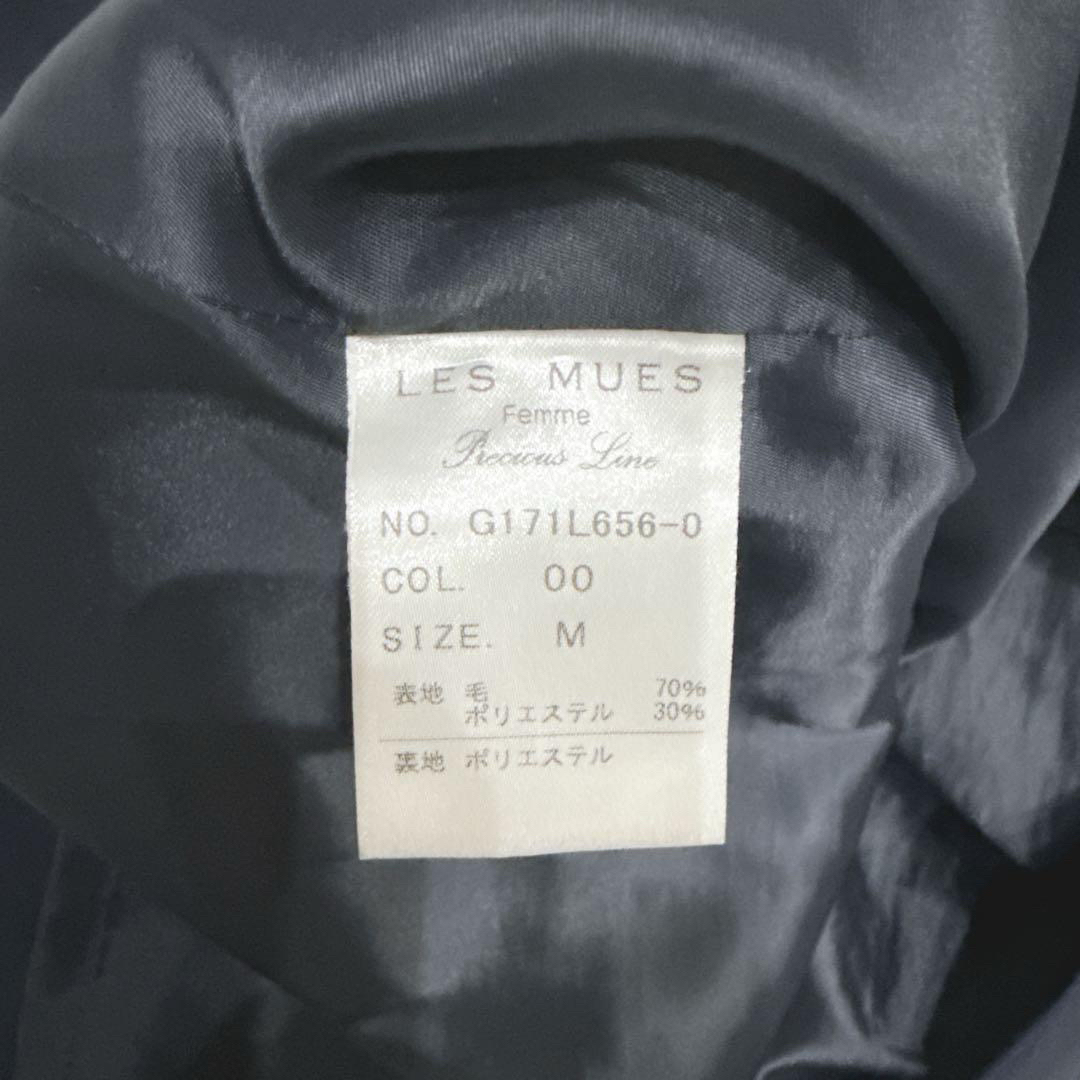 LES MUES
Femme
Precious Line
NO. G171L656-0
COL. 00
SIZE. M
表地 毛 70%
ポリエステル 30%
裏地 ポリエステル